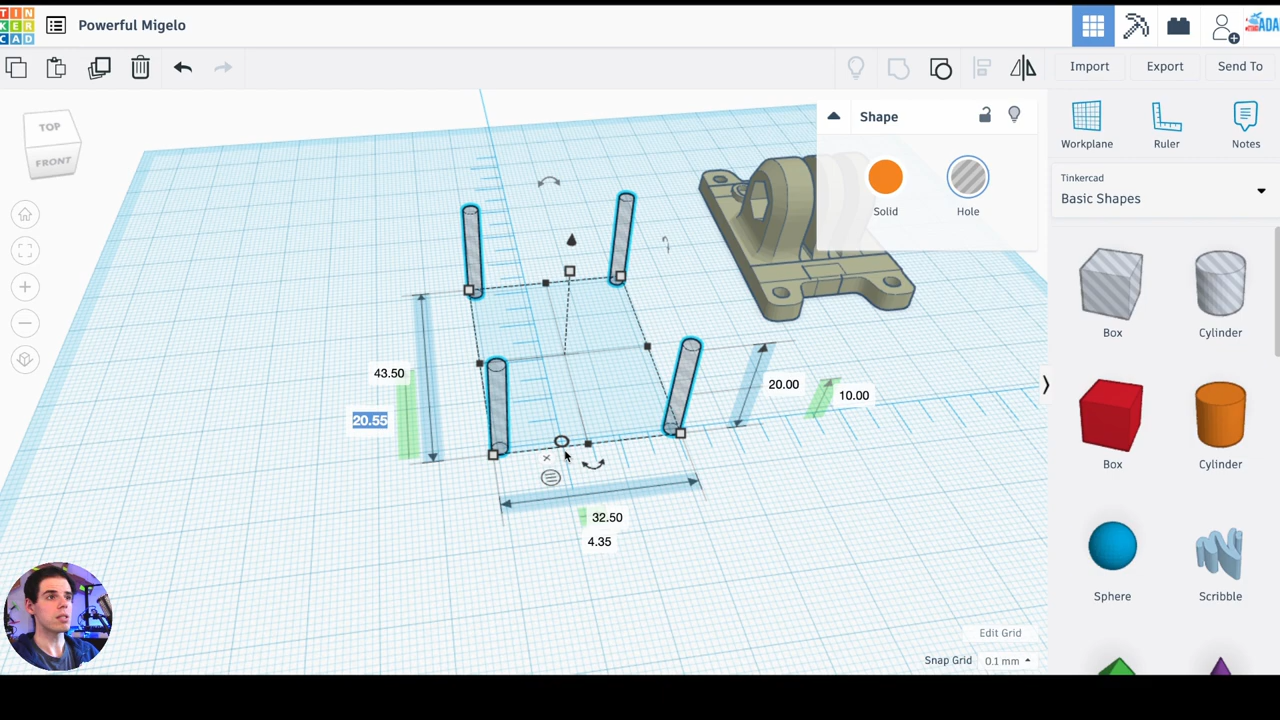 TIN
KER
CAD
Powerful Migelo
ADA
Import
Export
Send To
TOP
FRONT
Shape
Solid
Hole
Workplane
Ruler
Notes
Tinkercad
Basic Shapes
43.50
20.55
20.00
10.00
32.50
4.35
Box
Cylinder
Box
Cylinder
Sphere
Scribble
Edit Grid
Snap Grid
0.1 mm